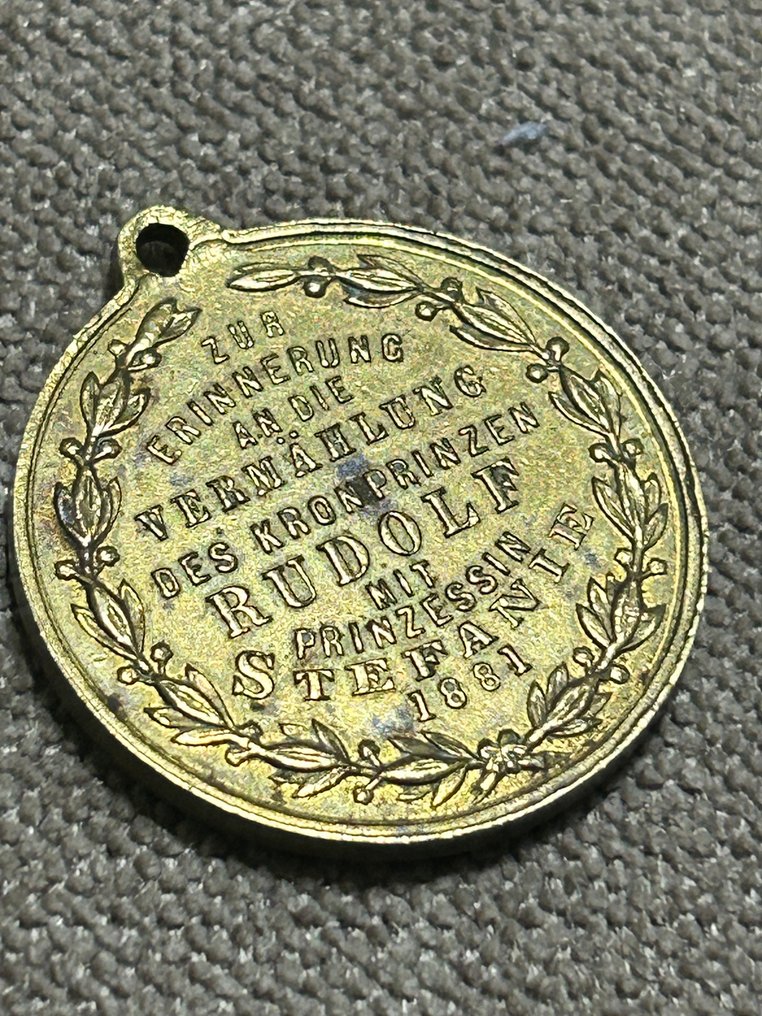 ZUR
ERINNERUNG
AN DIE
VERMÄHLUNG
DES KRONPRINZEN
RUDOLF
MIT
PRINZESSIN
STEFANIE
1881